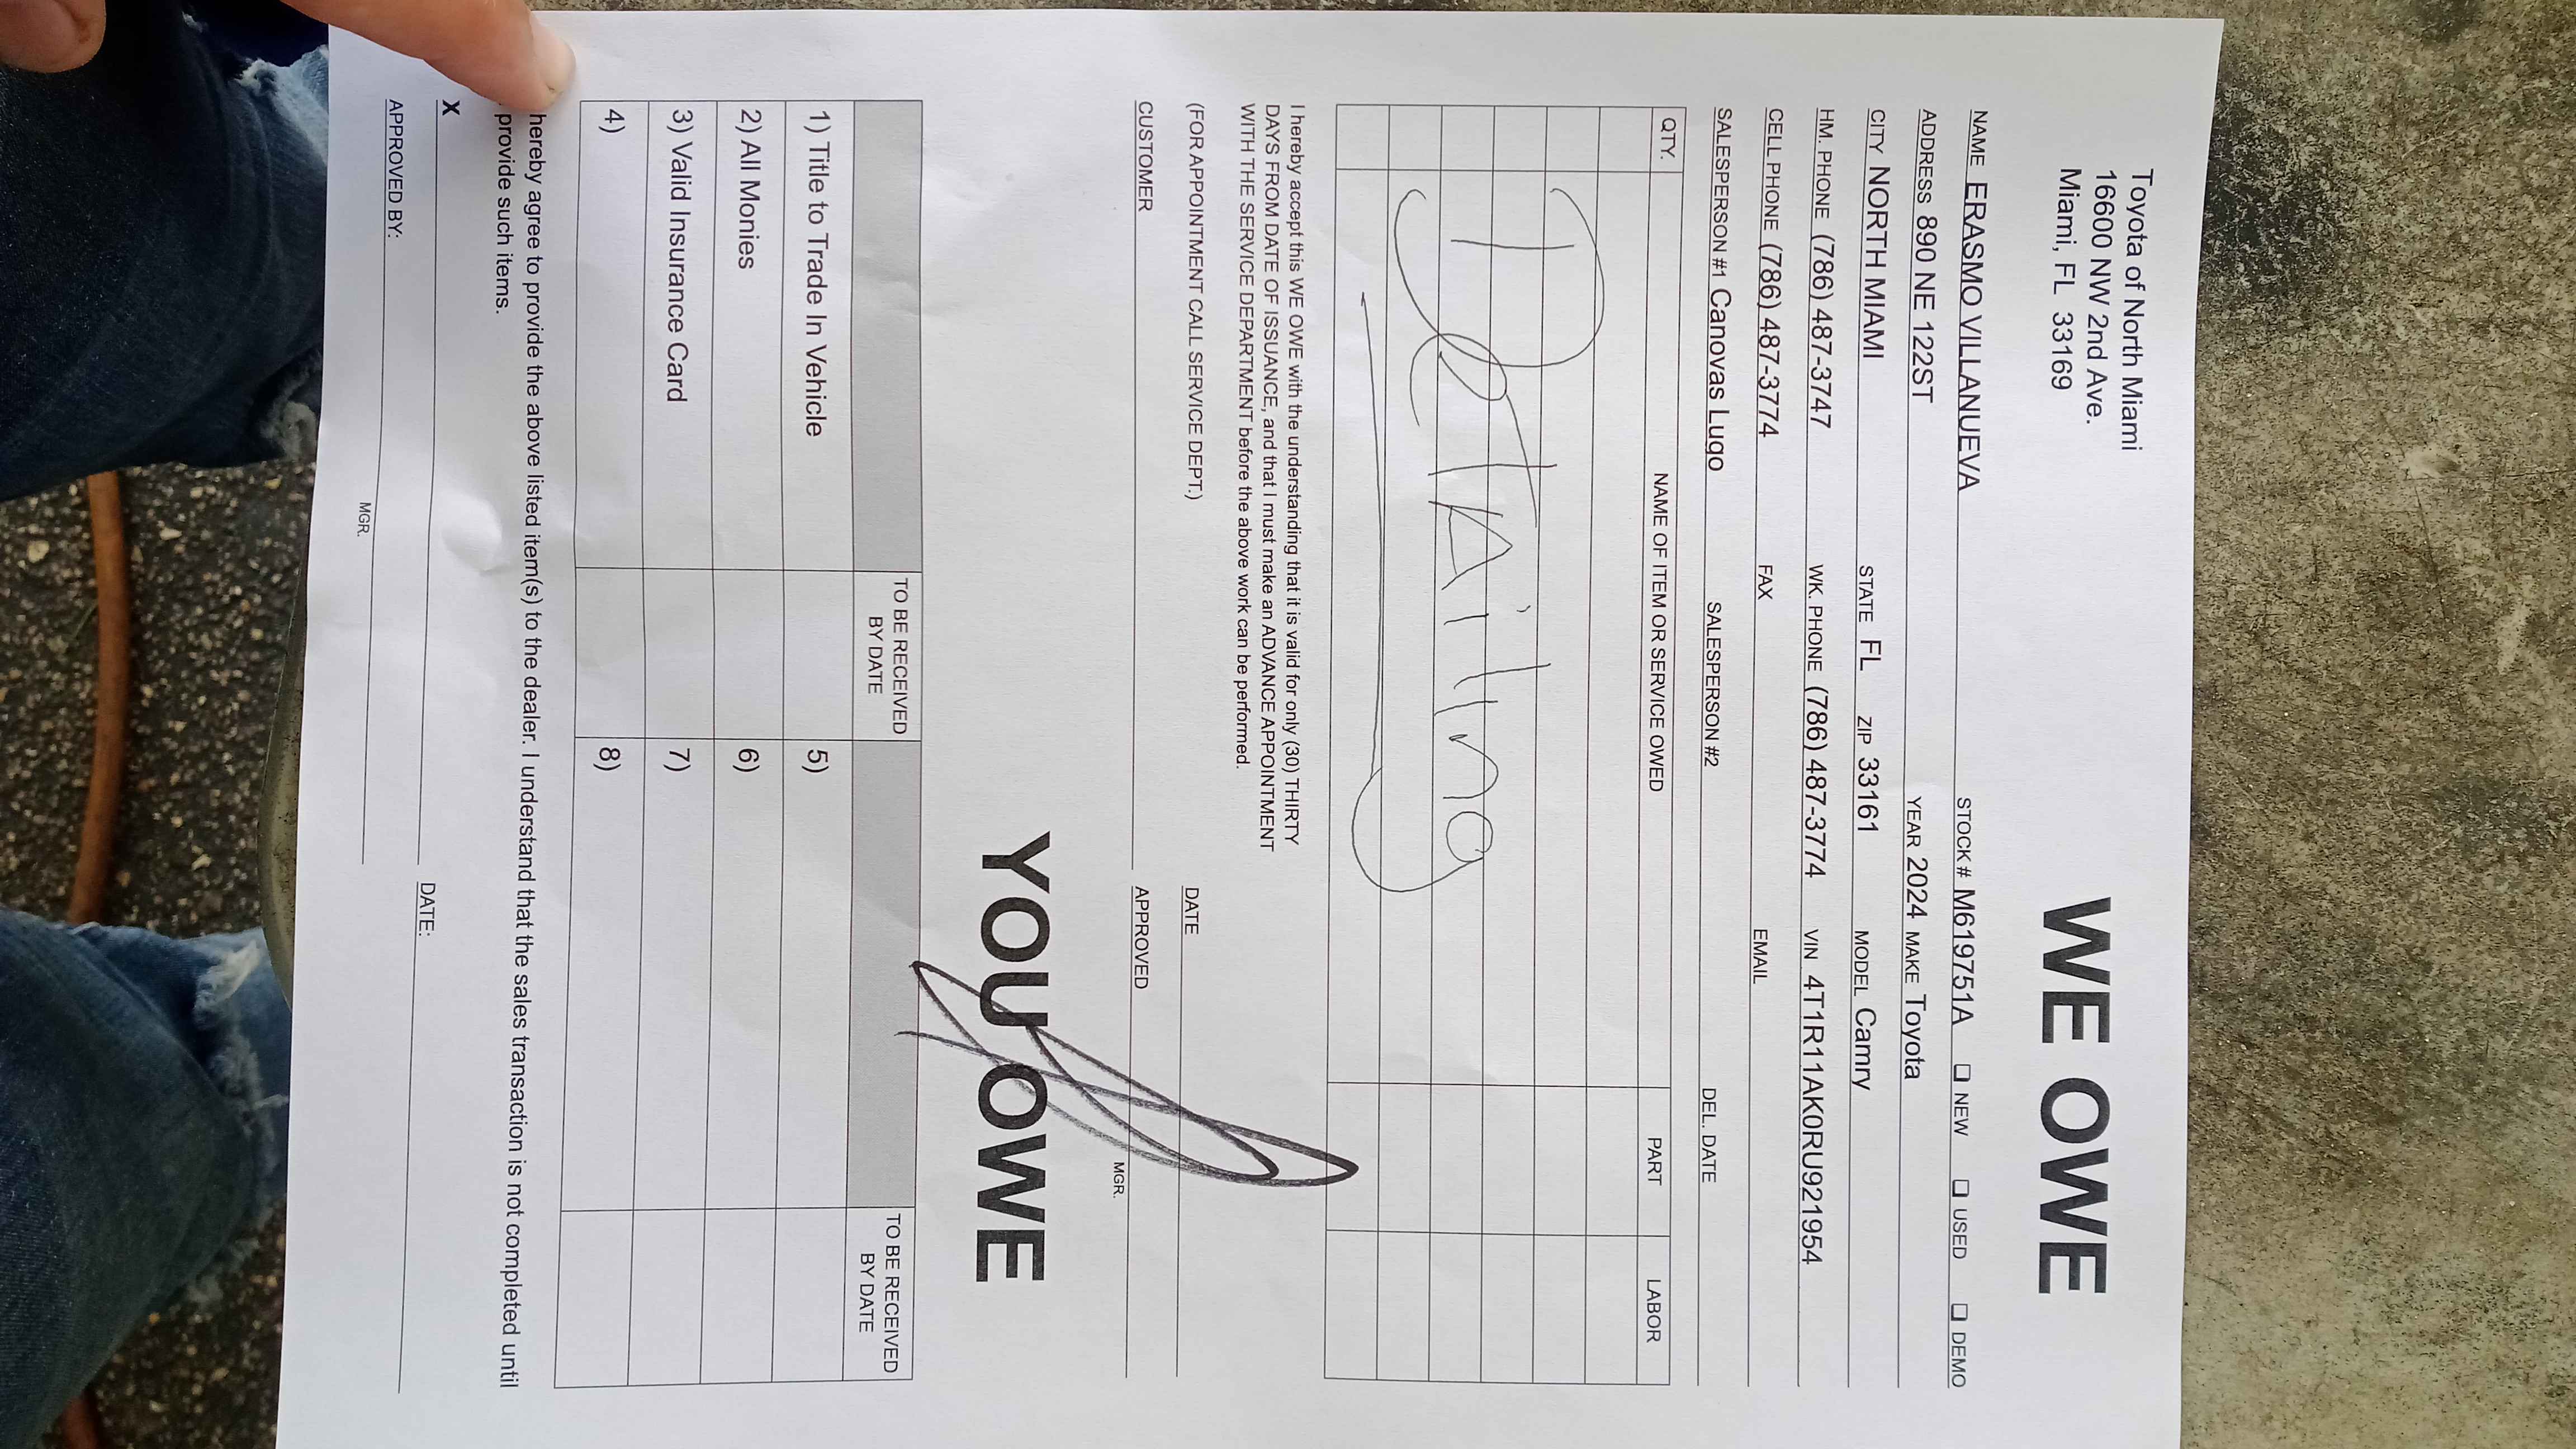 Toyota of North Miami
16600 NW 2nd Ave.
Miami, FL 33169
WE OWE
NAME ERASMO VILLANUEVA STOCK # M619751A ❏ NEW ❏ USED ❏ DEMO
ADDRESS 890 NE 122ST YEAR 2024 MAKE Toyota
CITY NORTH MIAMI STATE FL ZIP 33161 MODEL Camry
HM. PHONE (786) 487-3747 WK. PHONE (786) 487-3774 VIN 4T1R11AK0RU921954
CELL PHONE (786) 487-3774 FAX EMAIL
SALESPERSON #1 Canovas Lugo SALESPERSON #2 DEL. DATE
QTY. NAME OF ITEM OR SERVICE OWED PART LABOR
DetAiling
I hereby accept this WE OWE with the understanding that it is valid for only (30) THIRTY
DAYS FROM DATE OF ISSUANCE, and that I must make an ADVANCE APPOINTMENT
WITH THE SERVICE DEPARTMENT before the above work can be performed.
(FOR APPOINTMENT CALL SERVICE DEPT.) DATE
CUSTOMER APPROVED
MGR.
YOU OWE
TO BE RECEIVED BY DATE TO BE RECEIVED BY DATE
1) Title to Trade In Vehicle 5)
2) All Monies 6)
3) Valid Insurance Card 7)
4) 8)
hereby agree to provide the above listed item(s) to the dealer. I understand that the sales transaction is not completed until
provide such items.
X DATE:
APPROVED BY:
MGR.